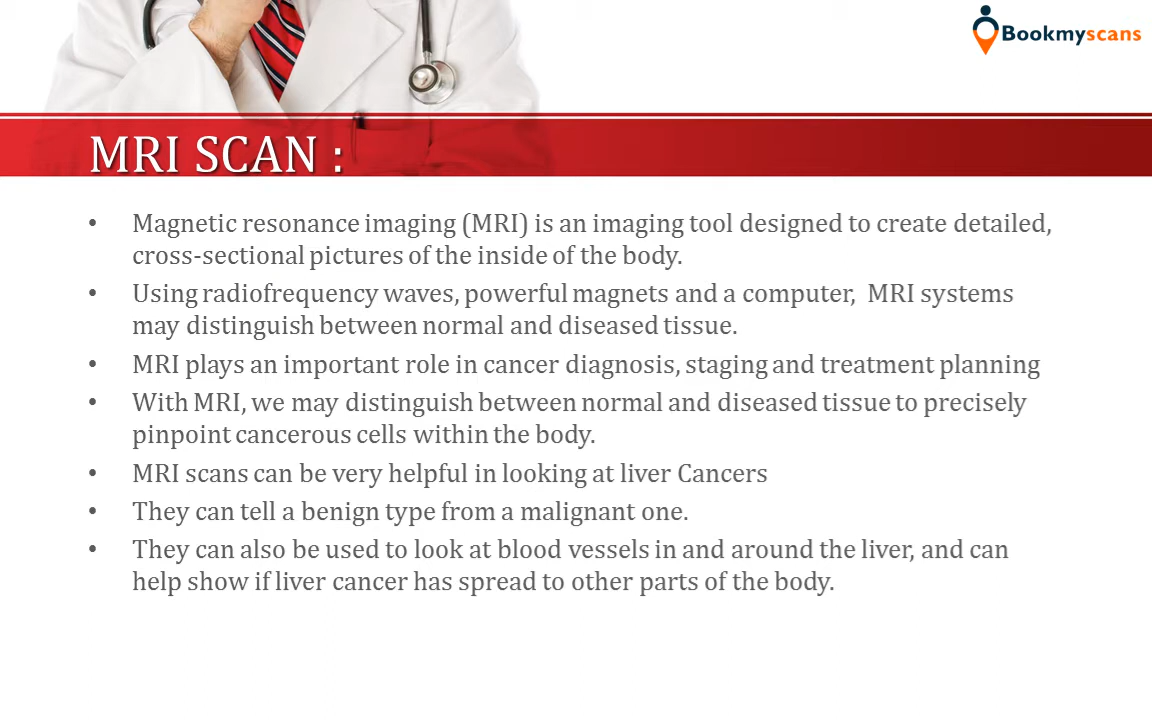 Bookmyscans
MRI SCAN :
• Magnetic resonance imaging (MRI) is an imaging tool designed to create detailed,
cross-sectional pictures of the inside of the body.
• Using radiofrequency waves, powerful magnets and a computer,  MRI systems
may distinguish between normal and diseased tissue.
• MRI plays an important role in cancer diagnosis, staging and treatment planning
• With MRI, we may distinguish between normal and diseased tissue to precisely
pinpoint cancerous cells within the body.
• MRI scans can be very helpful in looking at liver Cancers
• They can tell a benign type from a malignant one.
• They can also be used to look at blood vessels in and around the liver, and can
help show if liver cancer has spread to other parts of the body.